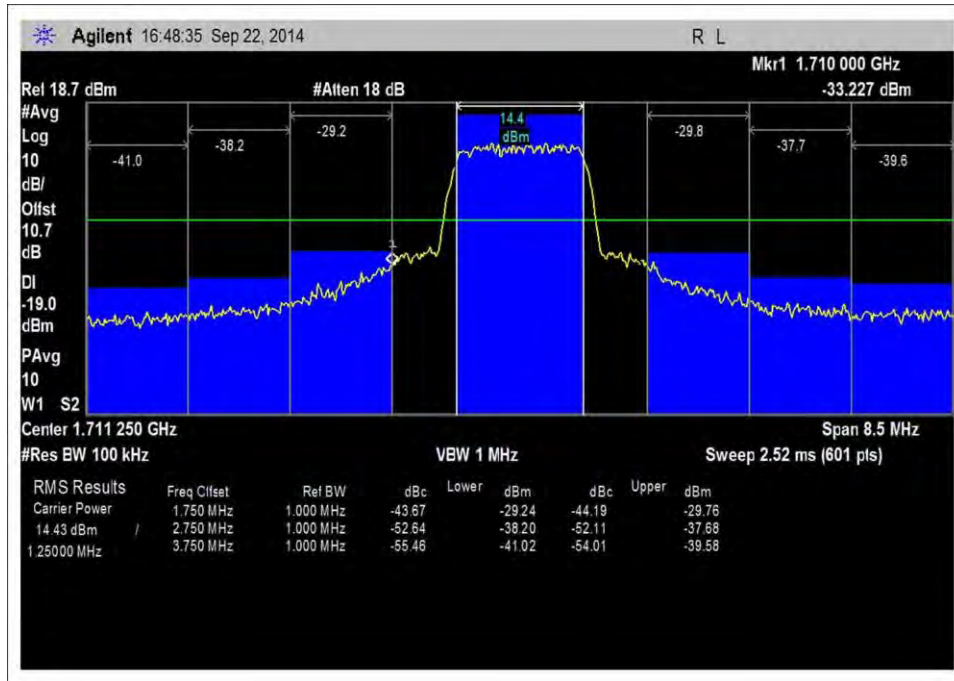 Agilent 16:48:35 Sep 22, 2014 R L
Mkr1 1.710 000 GHz
Rel 18.7 dBm #Atten 18 dB -33.227 dBm
#Avg
Log
10
dB/
Offst
10.7
dB
DI
-19.0
dBm
PAvg
10
W1 S2
14.4
dBm
-41.0 -38.2 -29.2 -29.8 -37.7 -39.6
1
Center 1.711 250 GHz Span 8.5 MHz
#Res BW 100 kHz VBW 1 MHz Sweep 2.52 ms (601 pts)
RMS Results Freq Offset Ref BW dBc Lower dBm dBc Upper dBm
Carrier Power 1.750 MHz 1.000 MHz -43.67 -29.24 -44.19 -29.76
14.43 dBm / 2.750 MHz 1.000 MHz -52.64 -38.20 -52.11 -37.68
1.25000 MHz 3.750 MHz 1.000 MHz -55.46 -41.02 -54.01 -39.58